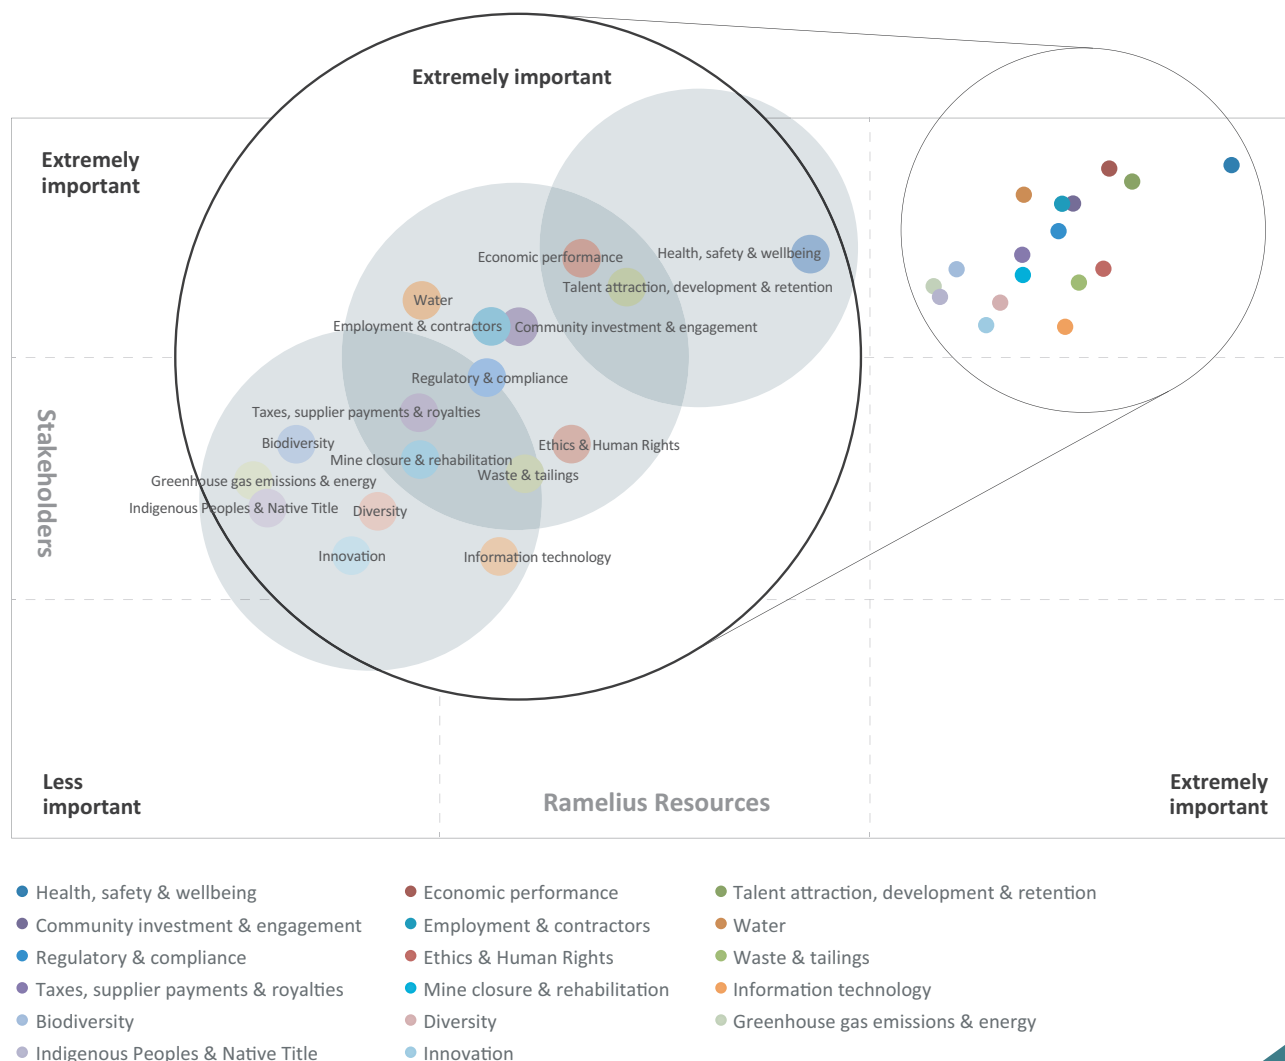 Extremely important
Extremely
important
Economic performance
Health, safety & wellbeing
Talent attraction, development & retention
Water
Employment & contractors
Community investment & engagement
Regulatory & compliance
Taxes, supplier payments & royalties
Biodiversity
Ethics & Human Rights
Mine closure & rehabilitation
Waste & tailings
Greenhouse gas emissions & energy
Indigenous Peoples & Native Title
Diversity
Innovation
Information technology
Stakeholders
Less
important
Ramelius Resources
Extremely
important
Health, safety & wellbeing
Economic performance
Talent attraction, development & retention
Community investment & engagement
Employment & contractors
Water
Regulatory & compliance
Ethics & Human Rights
Waste & tailings
Taxes, supplier payments & royalties
Mine closure & rehabilitation
Information technology
Biodiversity
Diversity
Greenhouse gas emissions & energy
Indigenous Peoples & Native Title
Innovation